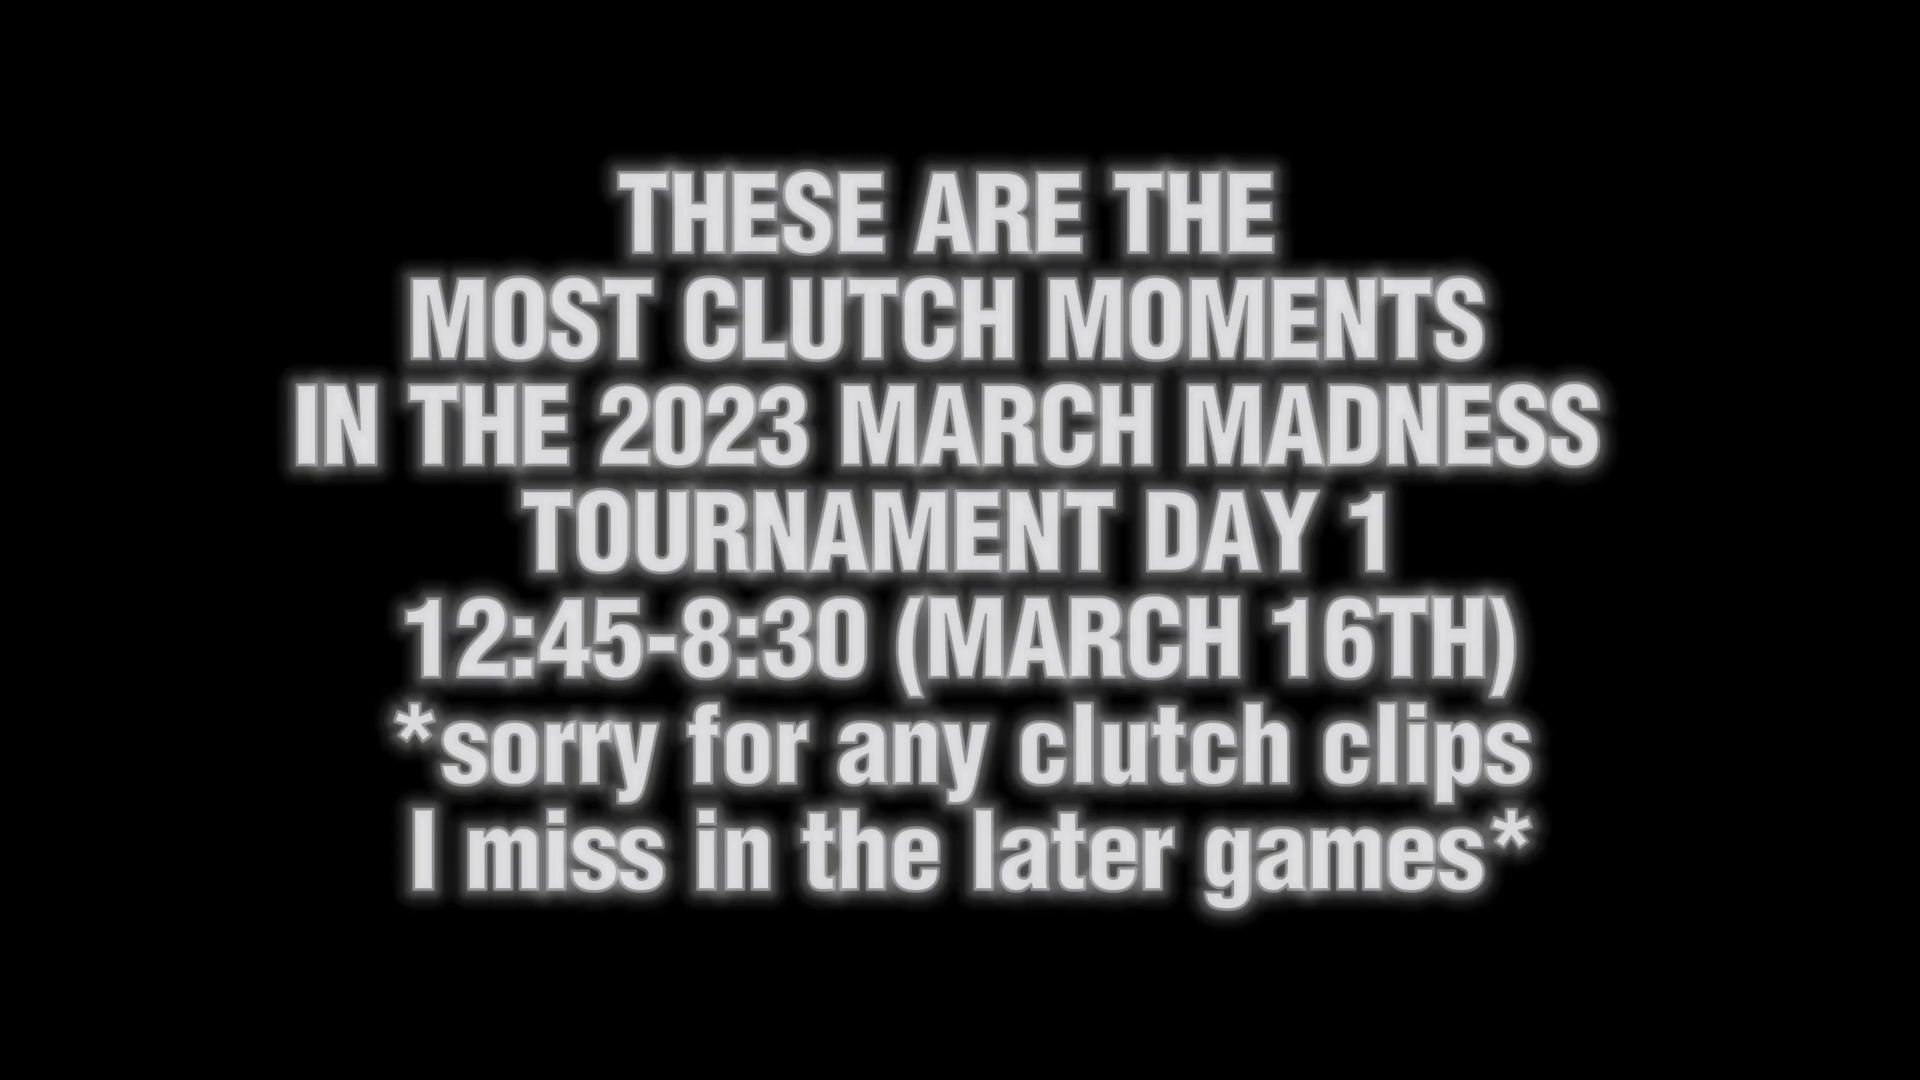 THESE ARE THE
MOST CLUTCH MOMENTS
IN THE 2023 MARCH MADNESS
TOURNAMENT DAY 1
12:45-8:30 (MARCH 16TH)
*sorry for any clutch clips
I miss in the later games*